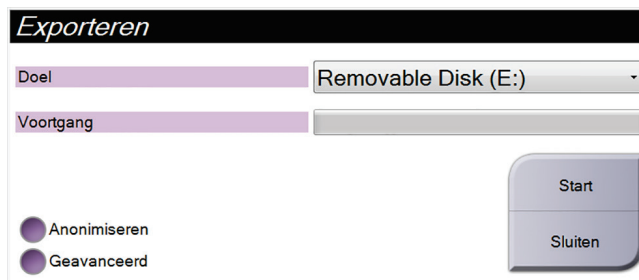 Exporteren
Doel
Removable Disk (E:)
Voortgang
Start
Anonimiseren
Sluiten
Geavanceerd